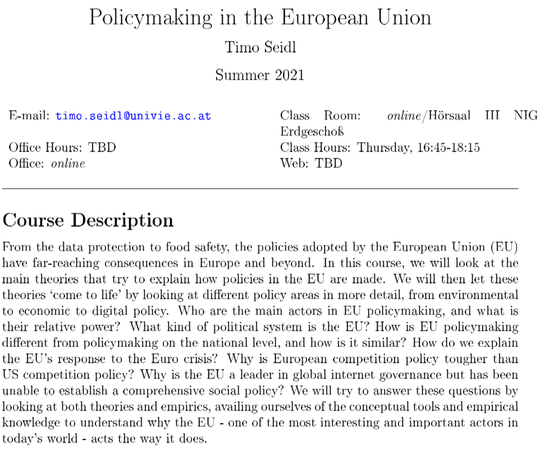 Policymaking in the European Union
Timo Seidl
Summer 2021
E-mail: timo.seidl@univie.ac.at
Class Room: online/Hörsaal III NIG
Erdgeschoß
Office Hours: TBD
Class Hours: Thursday, 16:45-18:15
Office: online
Web: TBD
Course Description
From the data protection to food safety, the policies adopted by the European Union (EU)
have far-reaching consequences in Europe and beyond. In this course, we will look at the
main theories that try to explain how policies in the EU are made. We will then let these
theories ‘come to life’ by looking at different policy areas in more detail, from environmental
to economic to digital policy. Who are the main actors in EU policymaking, and what is
their relative power? What kind of political system is the EU? How is EU policymaking
different from policymaking on the national level, and how is it similar? How do we explain
the EU’s response to the Euro crisis? Why is European competition policy tougher than
US competition policy? Why is the EU a leader in global internet governance but has been
unable to establish a comprehensive social policy? We will try to answer these questions by
looking at both theories and empirics, availing ourselves of the conceptual tools and empirical
knowledge to understand why the EU - one of the most interesting and important actors in
today’s world - acts the way it does.